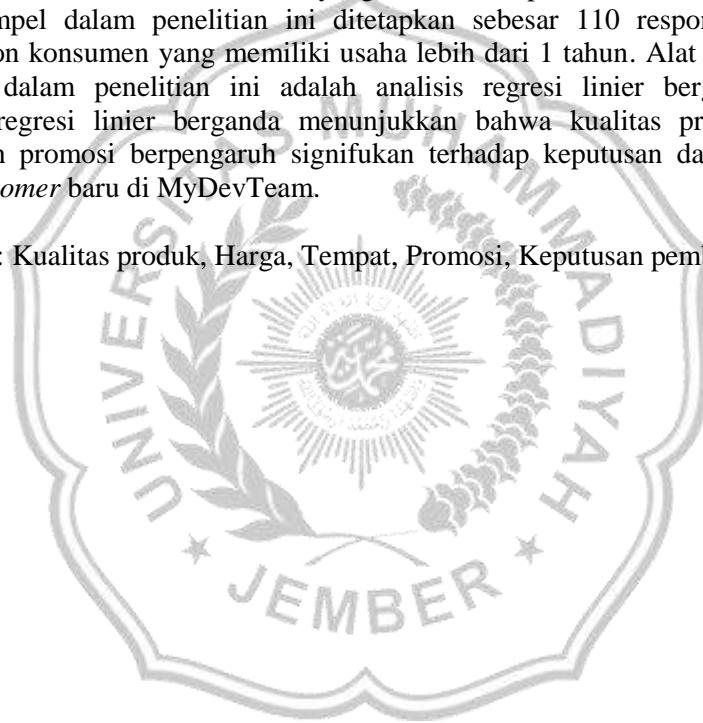 mpel dalam penelitian ini ditetapkan sebesar 110 respor
on konsumen yang memiliki usaha lebih dari 1 tahun. Alat
dalam penelitian ini adalah analisis regresi linier berg
regresi linier berganda menunjukkan bahwa kualitas pr
n promosi berpengaruh signifukan terhadap keputusan da
omer baru di MyDevTeam.
: Kualitas produk, Harga, Tempat, Promosi, Keputusan pemb
UNIVERSITAS MUHAMMADIYAH
JEMBER